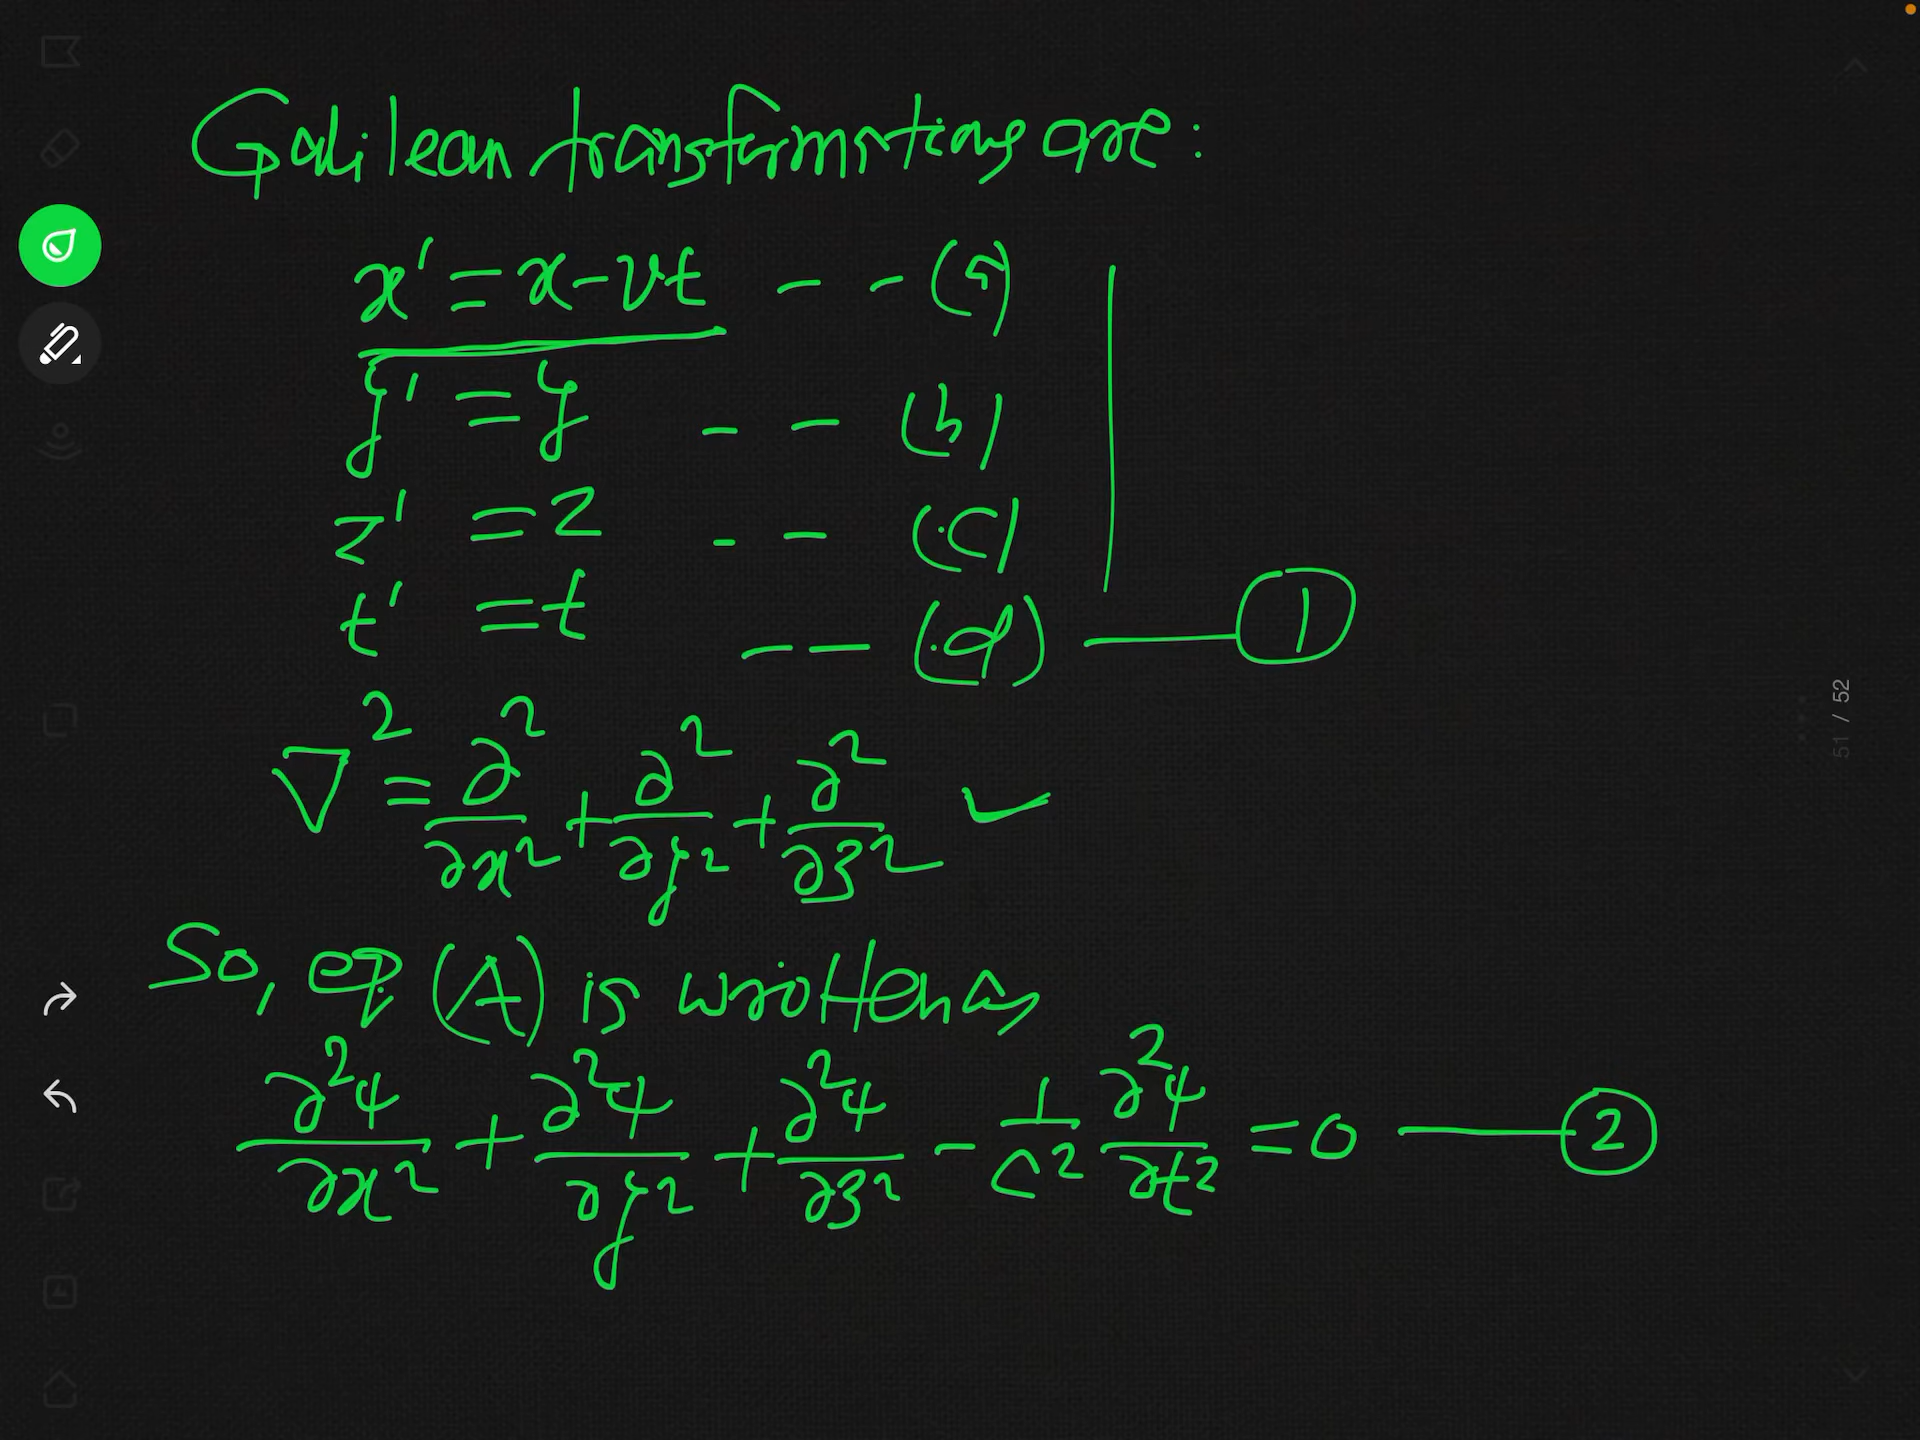 Galilean transformations are:
x' = x - vt - - (a)
y' = y - - (b)
z' = z - - (c)
t' = t - - (d) — 1
∇² = ∂²/∂x² + ∂²/∂y² + ∂²/∂z² ✓
So, eq (A) is written as
∂²ψ/∂x² + ∂²ψ/∂y² + ∂²ψ/∂z² - 1/c² ∂²ψ/∂t² = 0 — 2
51 / 52